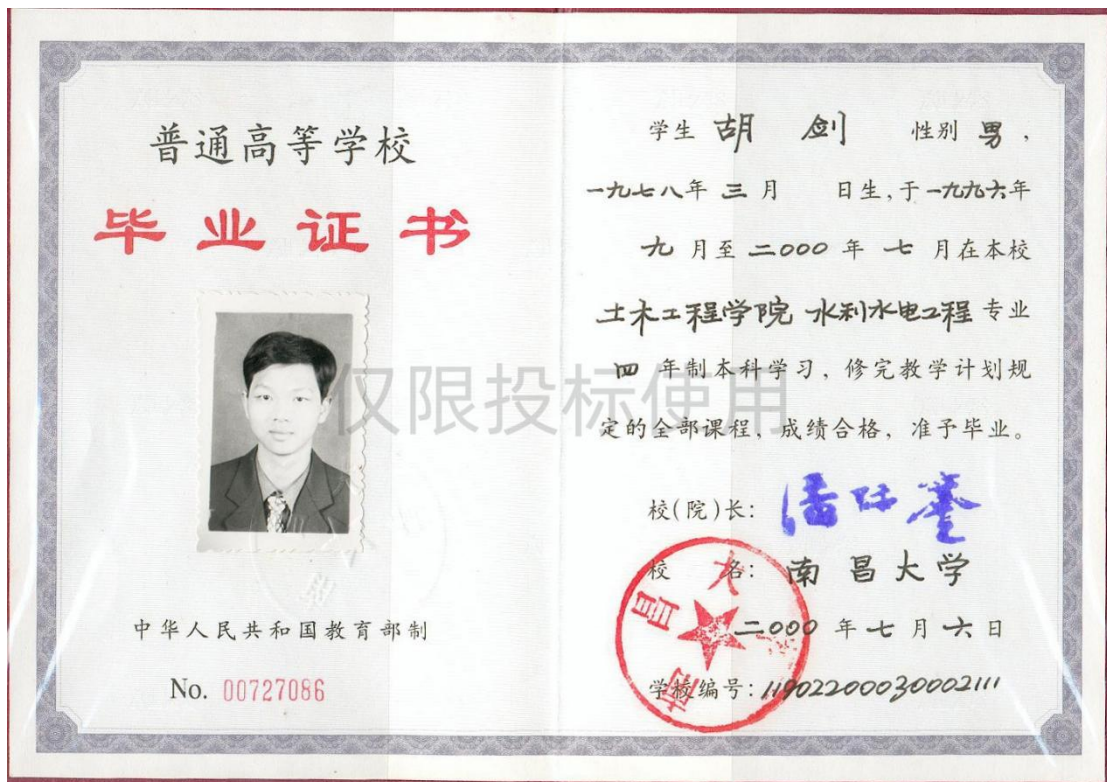 普通高等学校
毕业证书
中华人民共和国教育部制
No. 00727086
学生 胡 剑 性别 男,
一九七八年 三 月 日生,于一九九六年
九 月至 二000 年 七 月在本校
土木工程学院 水利水电工程 专业
四 年制本科学习,修完教学计划规
定的全部课程,成绩合格,准予毕业。
校(院)长:
校 名: 南昌大学
二000 年 七 月 六 日
学校编号: 11902200030002111
仅限投标使用
南昌大